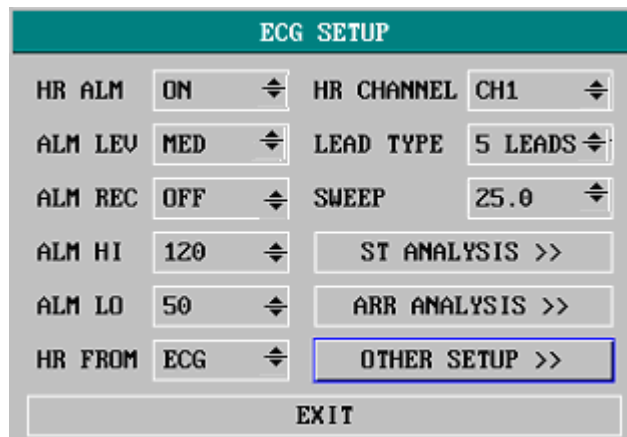 ECG SETUP
HR ALM ON HR CHANNEL CH1
ALM LEV MED LEAD TYPE 5 LEADS
ALM REC OFF SWEEP 25.0
ALM HI 120 ST ANALYSIS >>
ALM LO 50 ARR ANALYSIS >>
HR FROM ECG OTHER SETUP >>
EXIT